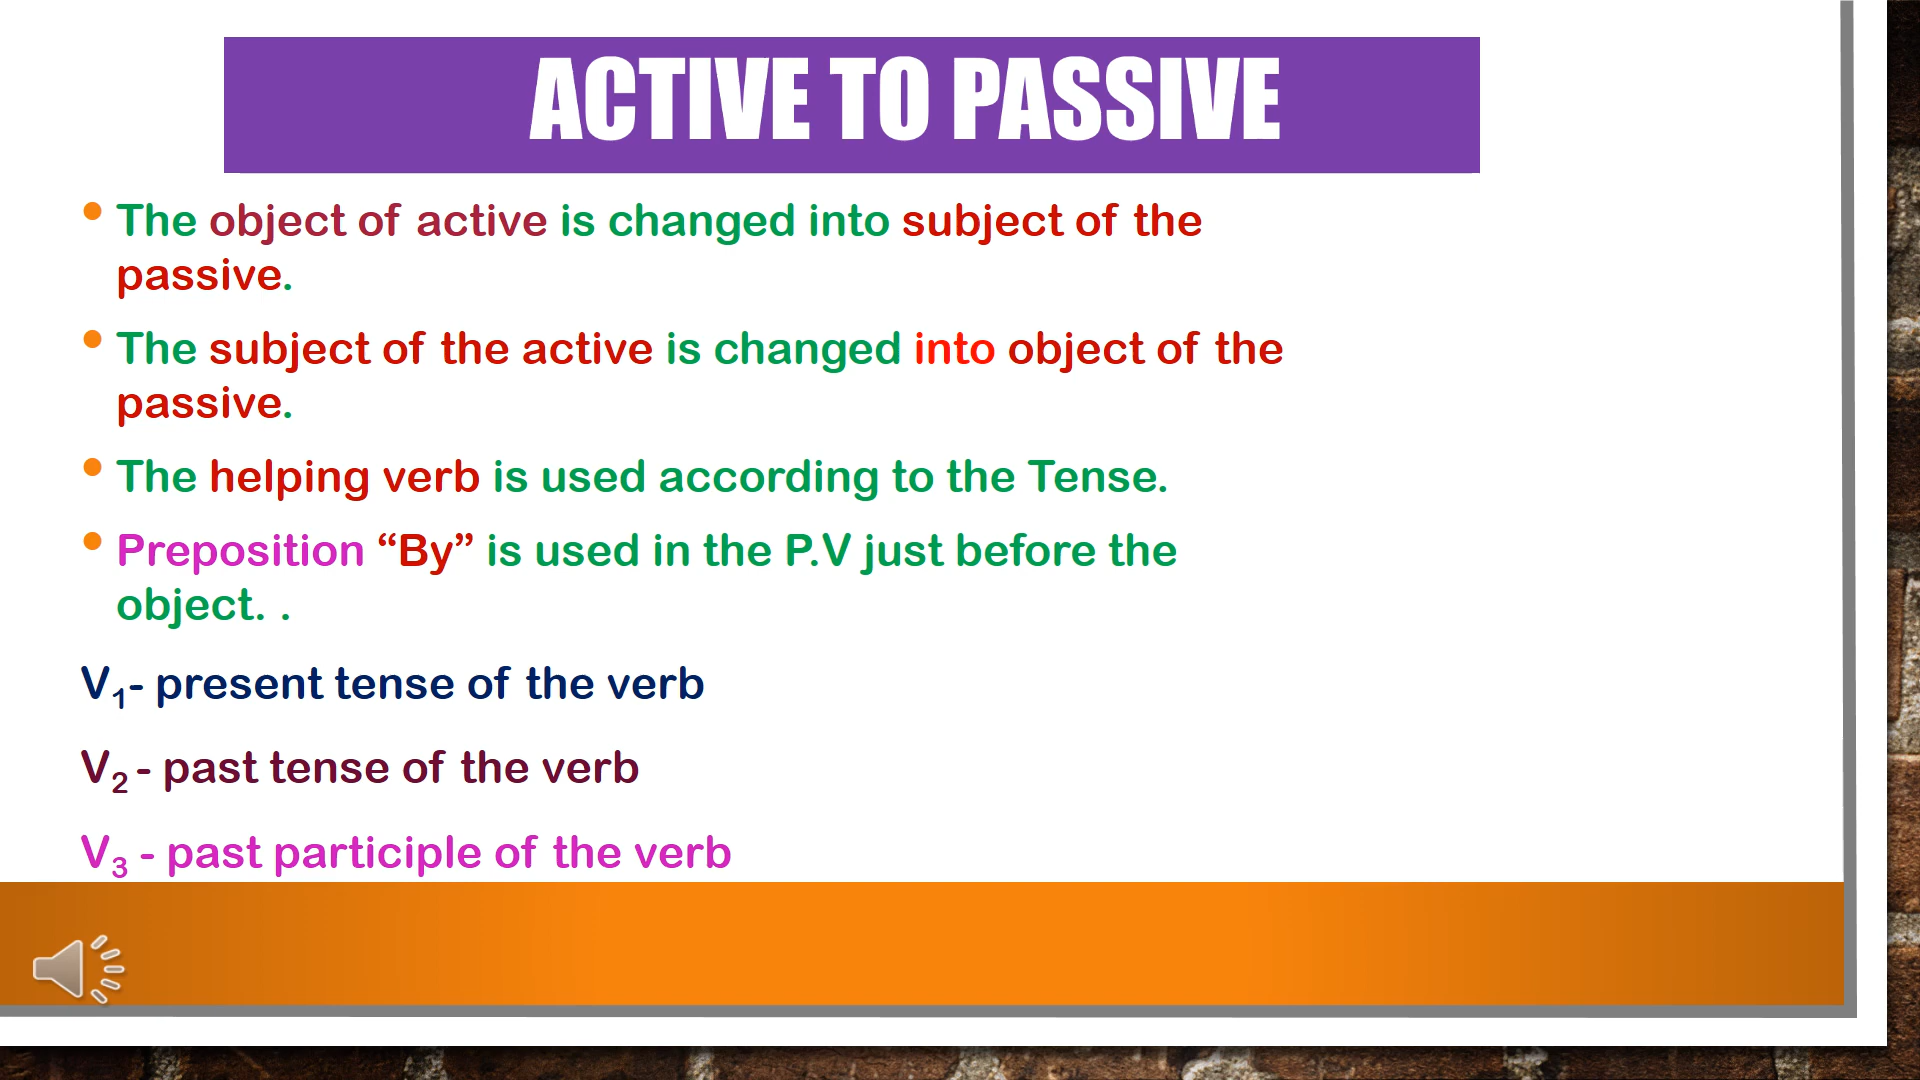 ACTIVE TO PASSIVE
• The object of active is changed into subject of the
passive.
• The subject of the active is changed into object of the
passive.
• The helping verb is used according to the Tense.
• Preposition “By” is used in the P.V just before the
object. .
V₁- present tense of the verb
V₂ - past tense of the verb
V₃ - past participle of the verb